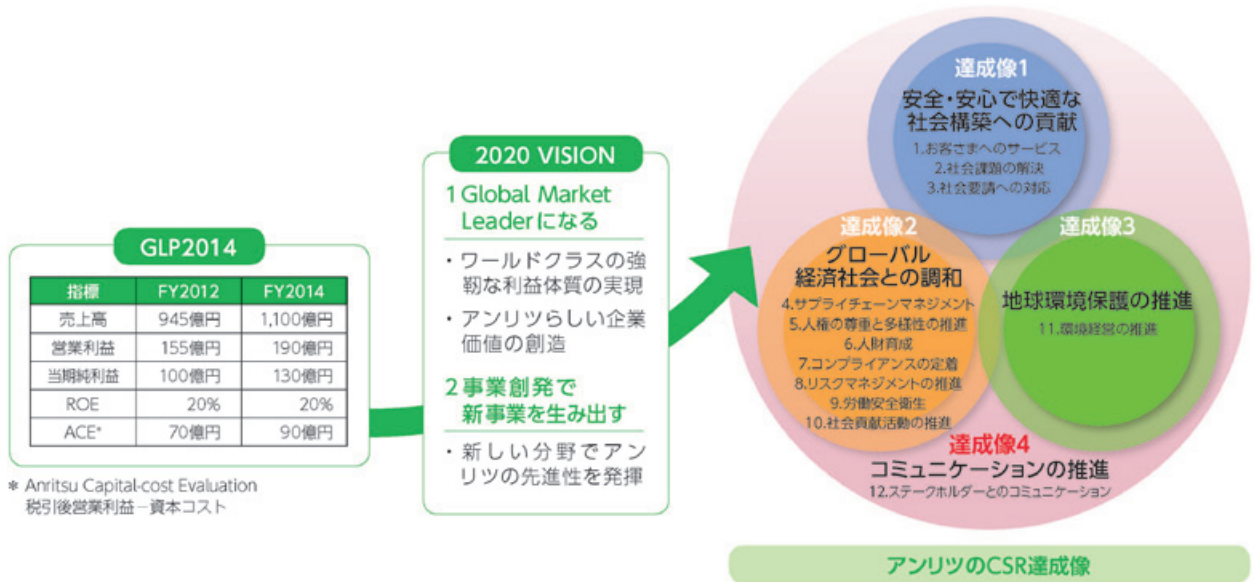 GLP2014
指標 FY2012 FY2014
売上高 945億円 1,100億円
営業利益 155億円 190億円
当期純利益 100億円 130億円
ROE 20% 20%
ACE* 70億円 90億円
* Anritsu Capital-cost Evaluation
税引後営業利益－資本コスト
2020 VISION
1 Global Market
Leaderになる
・ワールドクラスの強
靭な利益体質の実現
・アンリツらしい企業
価値の創造
2 事業創発で
新事業を生み出す
・新しい分野でアン
リツの先進性を発揮
達成像1
安全・安心で快適な
社会構築への貢献
1.お客さまへのサービス
2.社会課題の解決
3.社会要請への対応
達成像2
グローバル
経済社会との調和
4.サプライチェーンマネジメント
5.人権の尊重と多様性の推進
6.人財育成
7.コンプライアンスの定着
8.リスクマネジメントの推進
9.労働安全衛生
10.社会貢献活動の推進
達成像3
地球環境保護の推進
11.環境経営の推進
達成像4
コミュニケーションの推進
12.ステークホルダーとのコミュニケーション
アンリツのCSR達成像